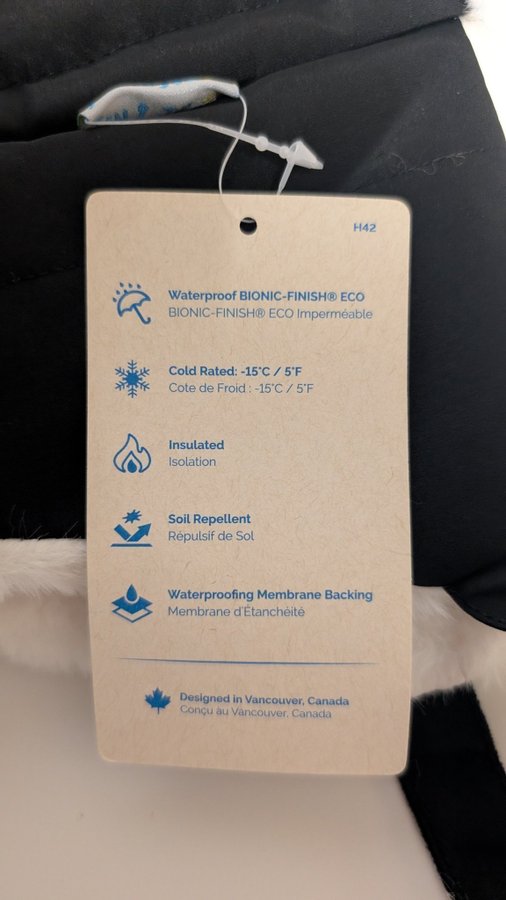 H42
Waterproof BIONIC-FINISH® ECO
BIONIC-FINISH® ECO Imperméable
Cold Rated: -15°C / 5°F
Cote de Froid : -15°C / 5°F
Insulated
Isolation
Soil Repellent
Répulsif de Sol
Waterproofing Membrane Backing
Membrane d'Étanchéité
Designed in Vancouver, Canada
Conçu au Vancouver, Canada